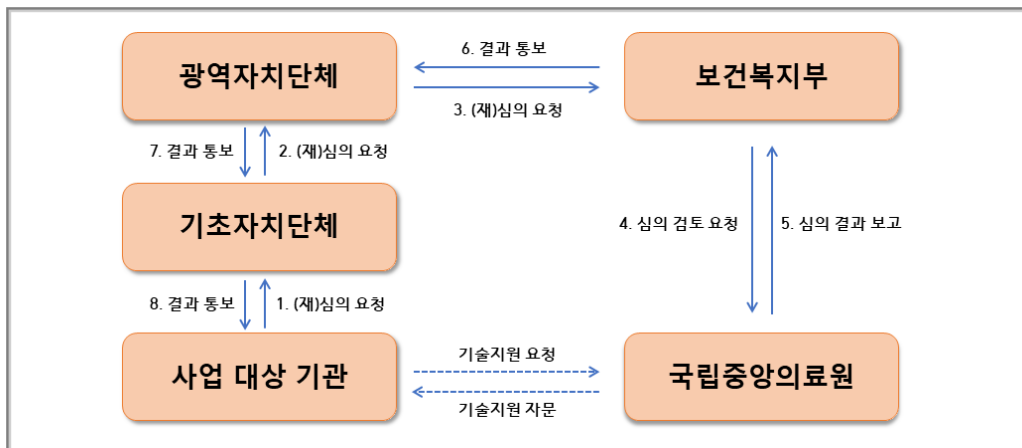 광역자치단체
6. 결과 통보
3. (재)심의 요청
보건복지부
7. 결과 통보
2. (재)심의 요청
기초자치단체
4. 심의 검토 요청
5. 심의 결과 보고
8. 결과 통보
1. (재)심의 요청
사업 대상 기관
기술지원 요청
기술지원 자문
국립중앙의료원